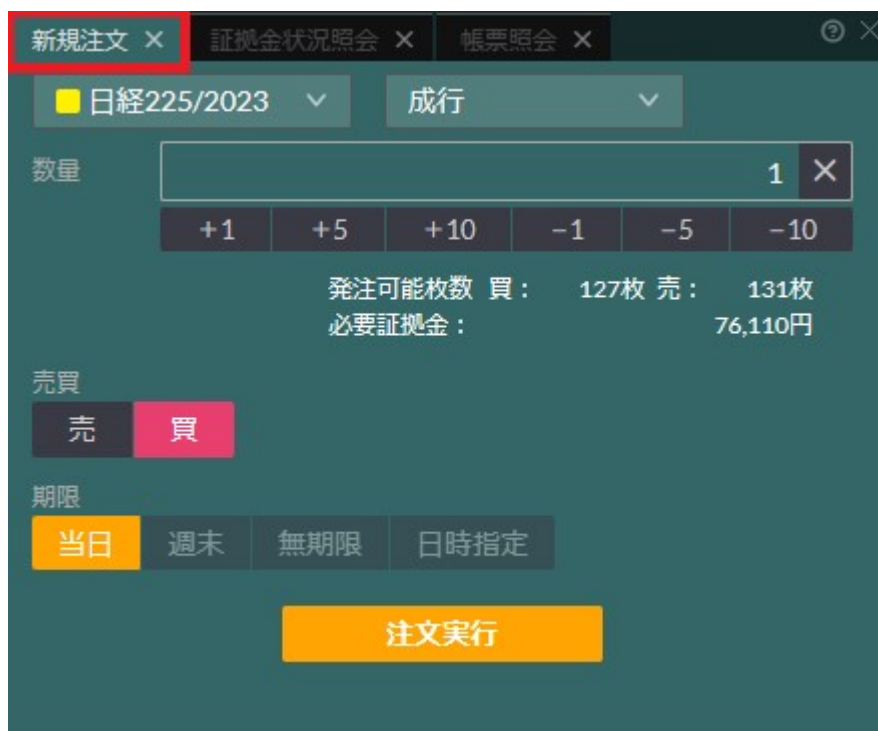 新規注文 × 証拠金状況照会 × 帳票照会 × ? ×
日経225/2023 成行
数量 1 ×
+1 +5 +10 −1 −5 −10
発注可能枚数 買： 127枚 売： 131枚
必要証拠金： 76,110円
売買
売 買
期限
当日 週末 無期限 日時指定
注文実行